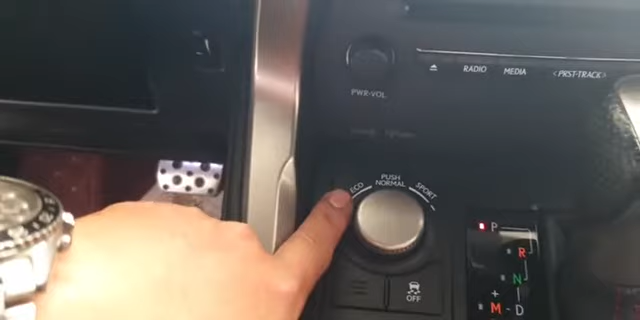 RADIO MEDIA <PRST-TRACK>
PWR-VOL
PUSH
ECO NORMAL SPORT
P
R
N
+
M - D
OFF